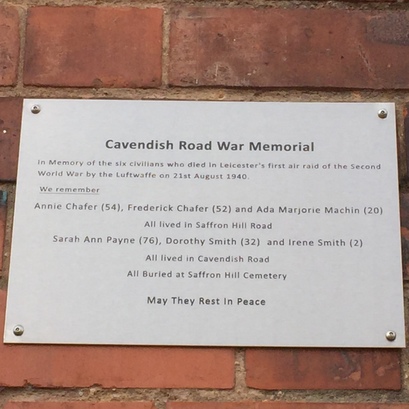 Cavendish Road War Memorial
In Memory of the six civilians who died in Leicester's first air raid of the Second
World War by the Luftwaffe on 21st August 1940.
We remember
Annie Chafer (54), Frederick Chafer (52) and Ada Marjorie Machin (20)
All lived in Saffron Hill Road
Sarah Ann Payne (76), Dorothy Smith (32) and Irene Smith (2)
All lived in Cavendish Road
All Buried at Saffron Hill Cemetery
May They Rest In Peace